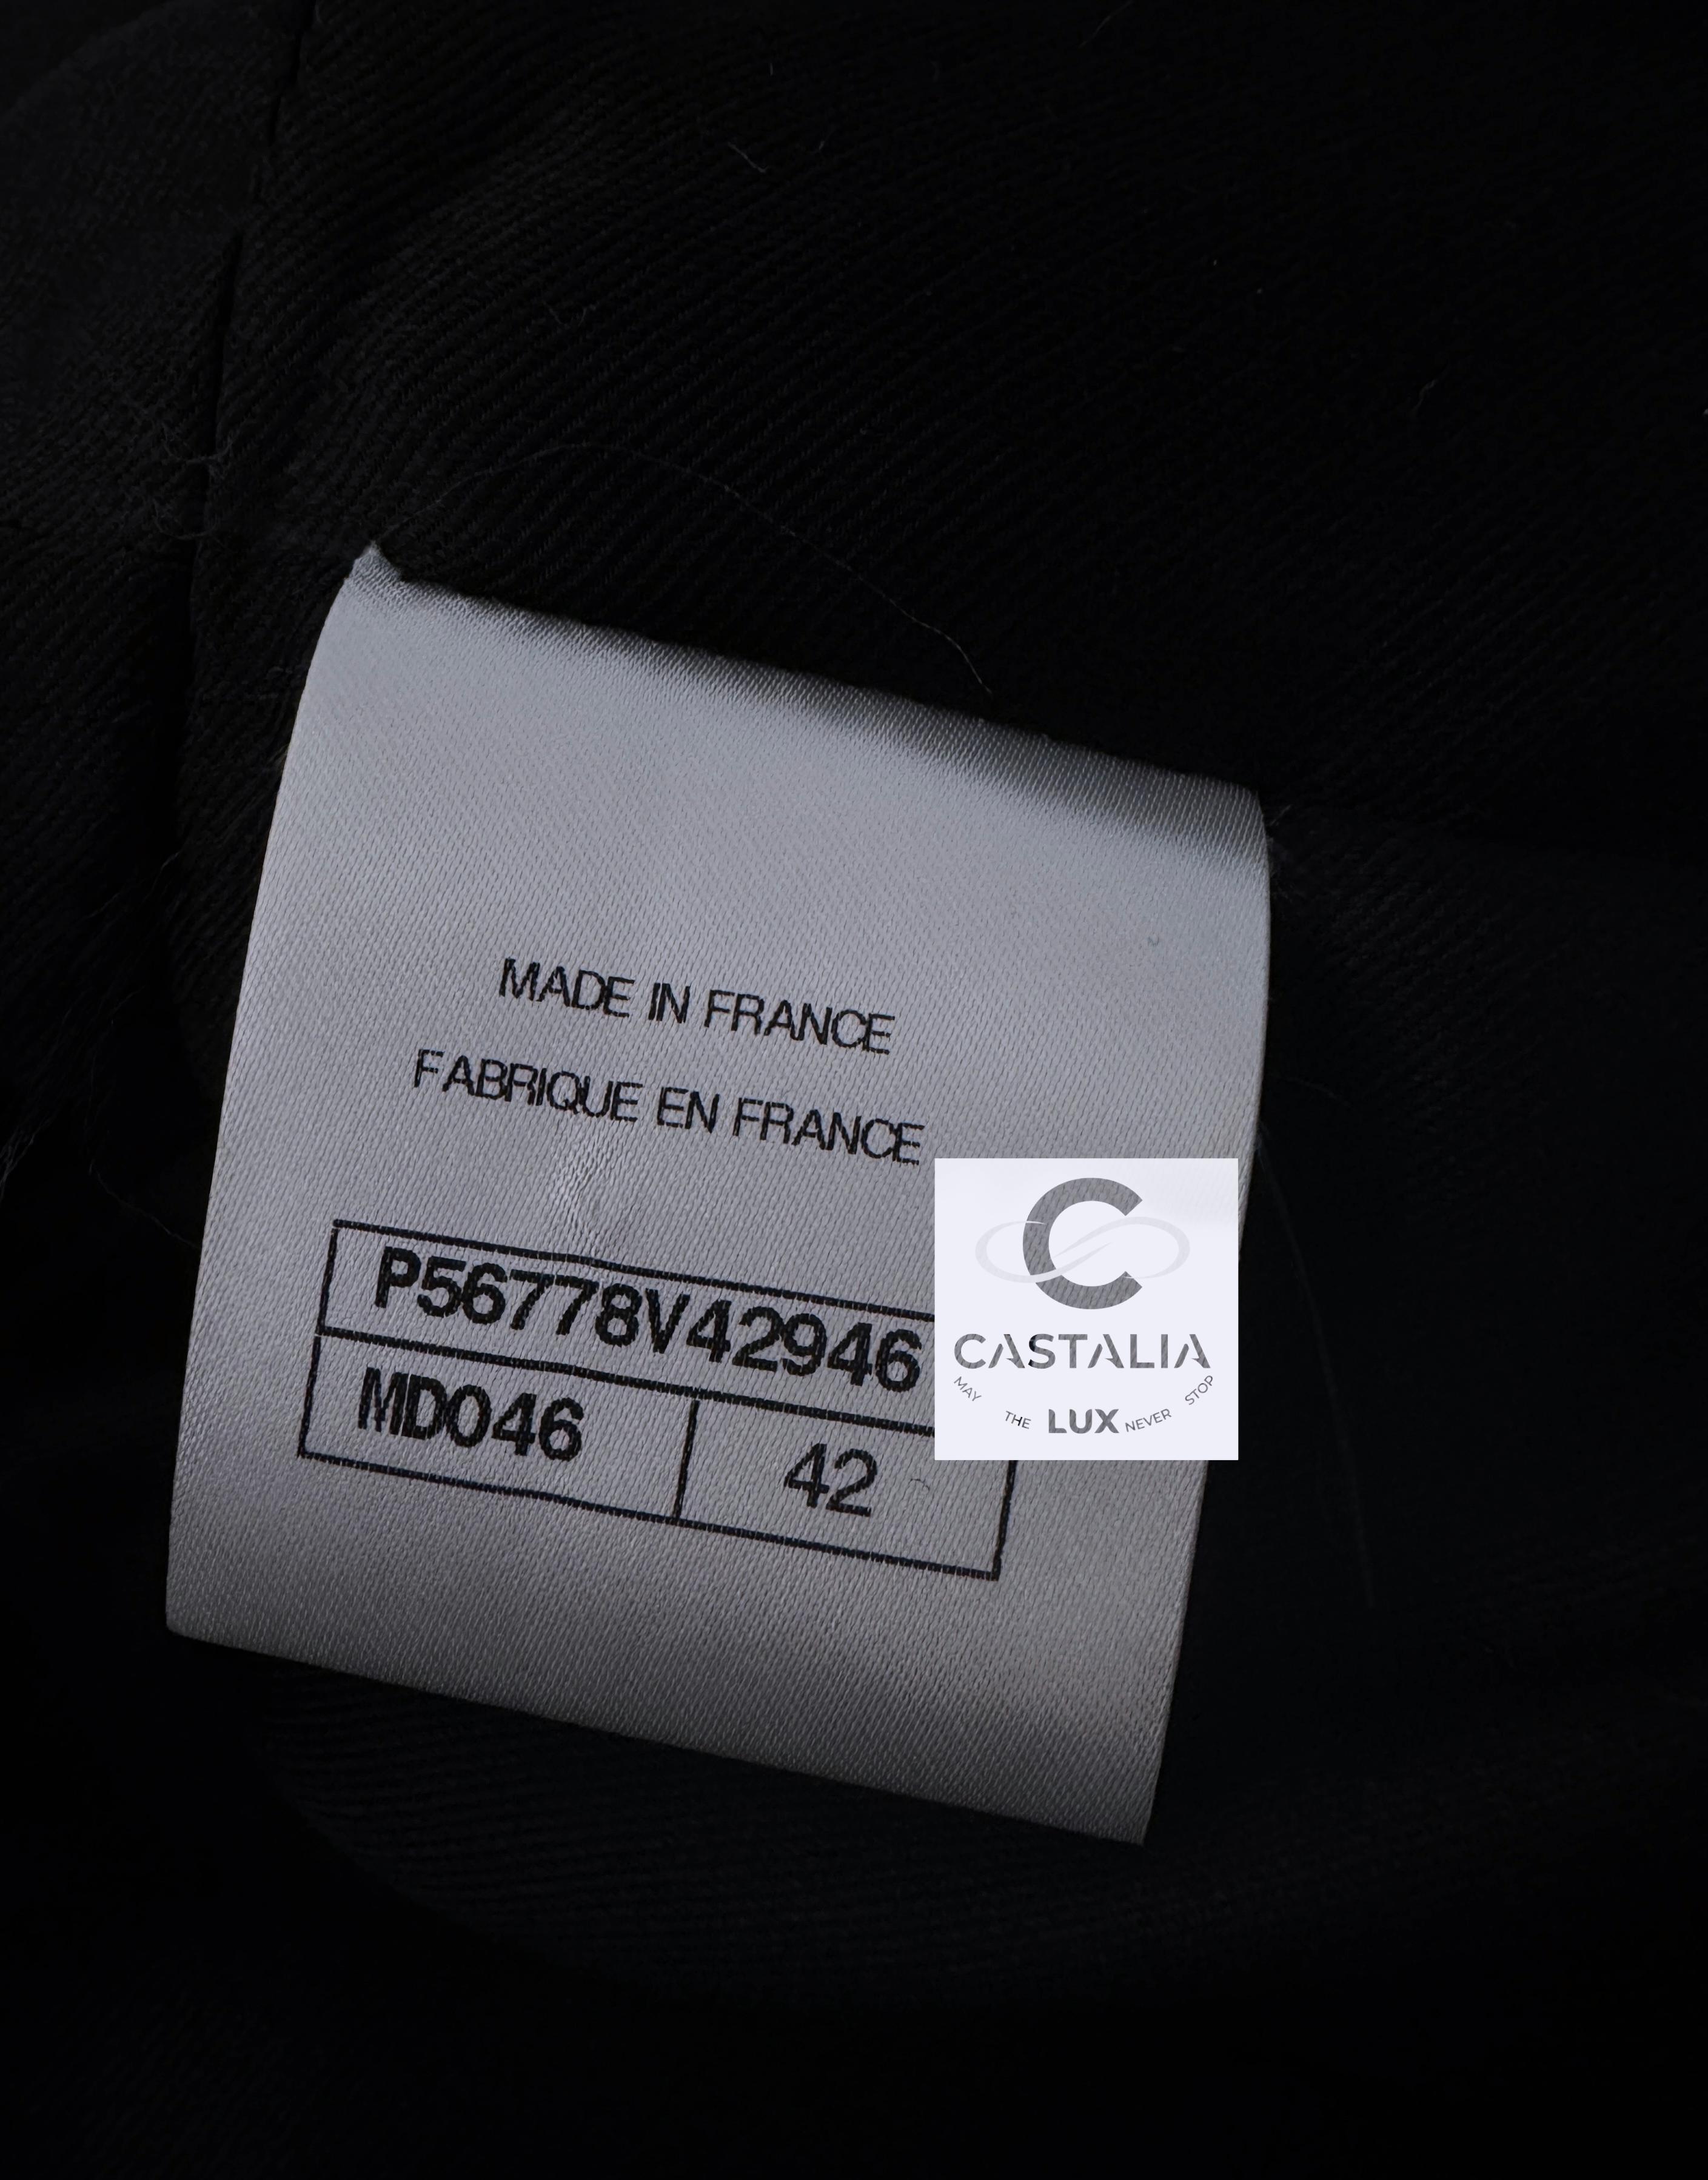 MADE IN FRANCE
FABRIQUE EN FRANCE
P56778V42946
MD046
42
CASTALIA
MAY THE LUX NEVER STOP